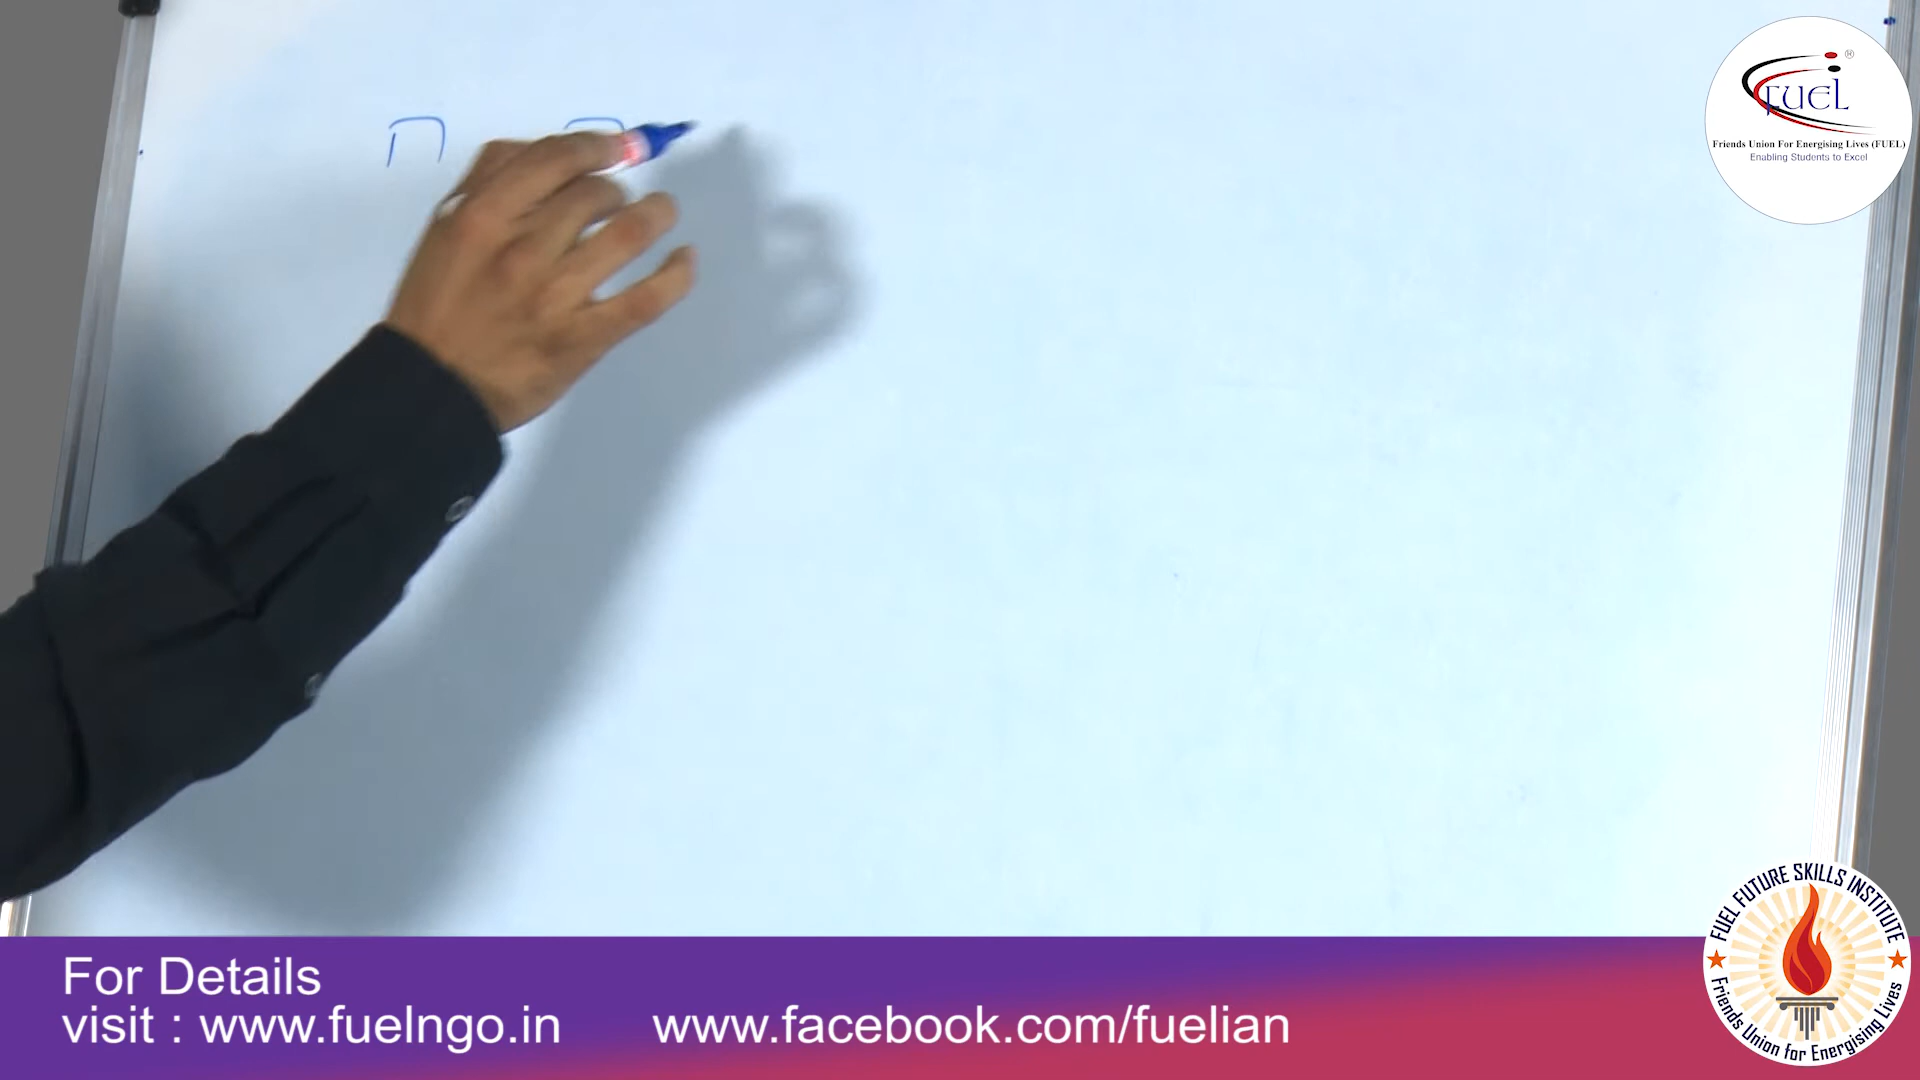 FUEL ®
Friends Union For Energising Lives (FUEL)
Enabling Students to Excel
FUEL FUTURE SKILLS INSTITUTE
Friends Union for Energising Lives
For Details
visit : www.fuelngo.in www.facebook.com/fuelian